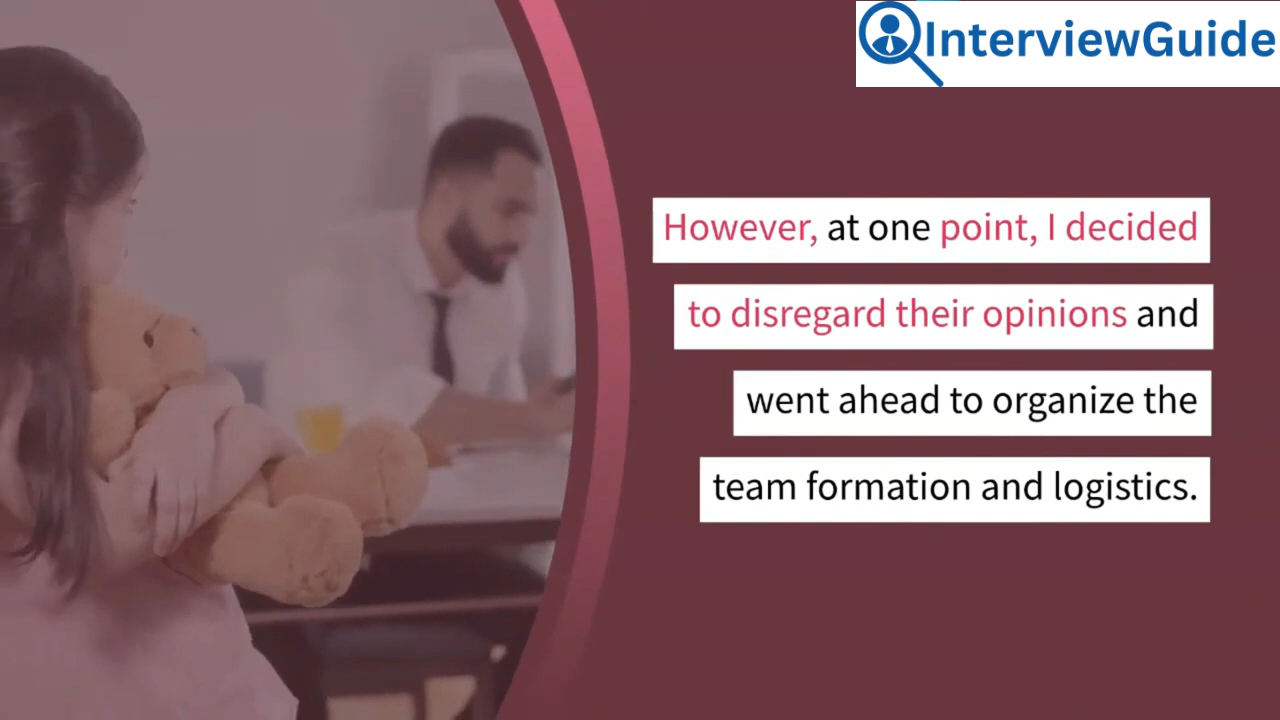 InterviewGuide
However, at one point, I decided
to disregard their opinions and
went ahead to organize the
team formation and logistics.